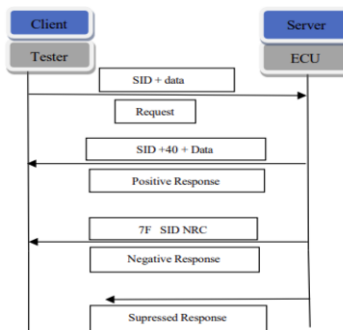 Client
Server
Tester
ECU
SID + data
Request
SID +40 + Data
Positive Response
7F SID NRC
Negative Response
Supressed Response